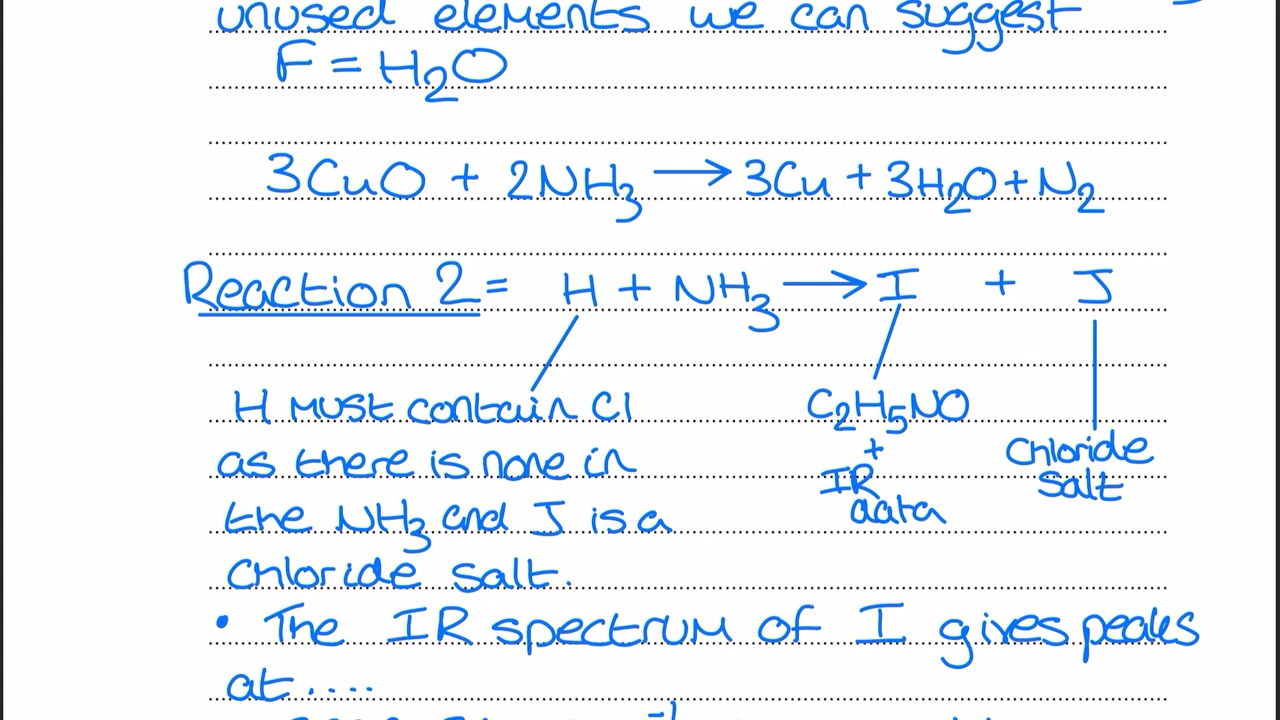 unused elements we can suggest
F = H₂O
3CuO + 2NH₃ → 3Cu + 3H₂O + N₂
Reaction 2 = H + NH₃ → I + J
H must contain Cl
as there is none in
the NH₃ and J is a
chloride salt.
C₂H₅NO
+
IR
data
Chloride
salt
• The IR spectrum of I gives peaks
at ....